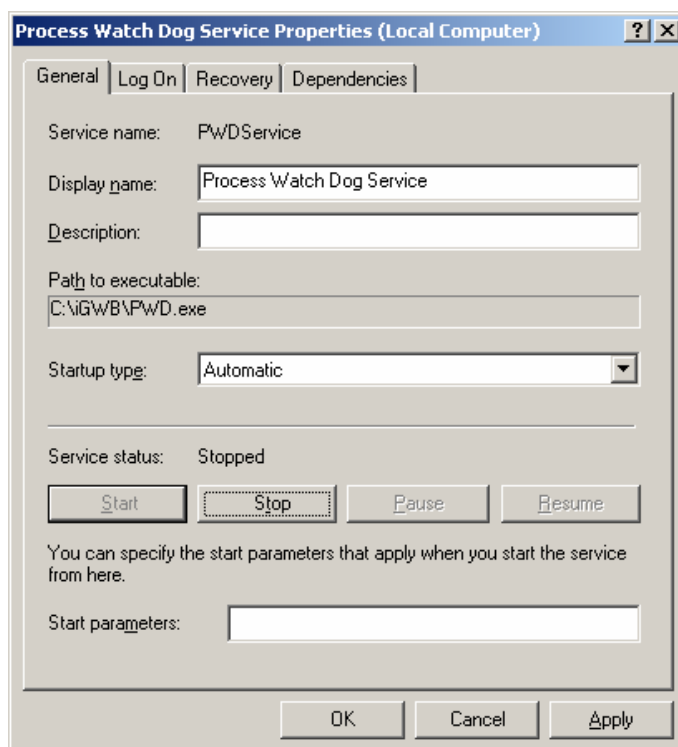 Process Watch Dog Service Properties (Local Computer)
General Log On Recovery Dependencies
Service name: PWDService
Display name: Process Watch Dog Service
Description:
Path to executable:
C:\iGWB\PWD.exe
Startup type: Automatic
Service status: Stopped
Start Stop Pause Resume
You can specify the start parameters that apply when you start the service
from here.
Start parameters:
OK Cancel Apply